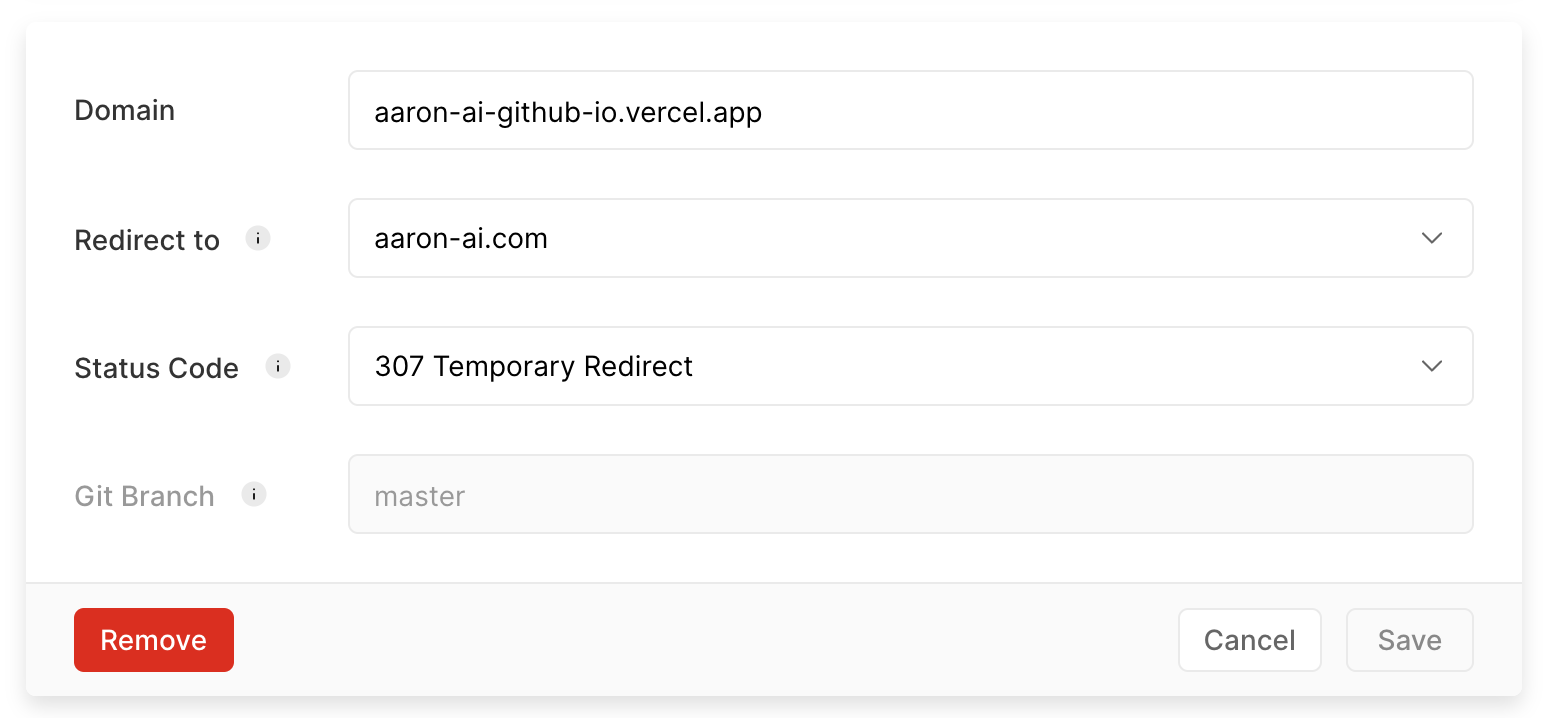 Domain
aaron-ai-github-io.vercel.app
Redirect to i
aaron-ai.com
Status Code i
307 Temporary Redirect
Git Branch i
master
Remove
Cancel
Save